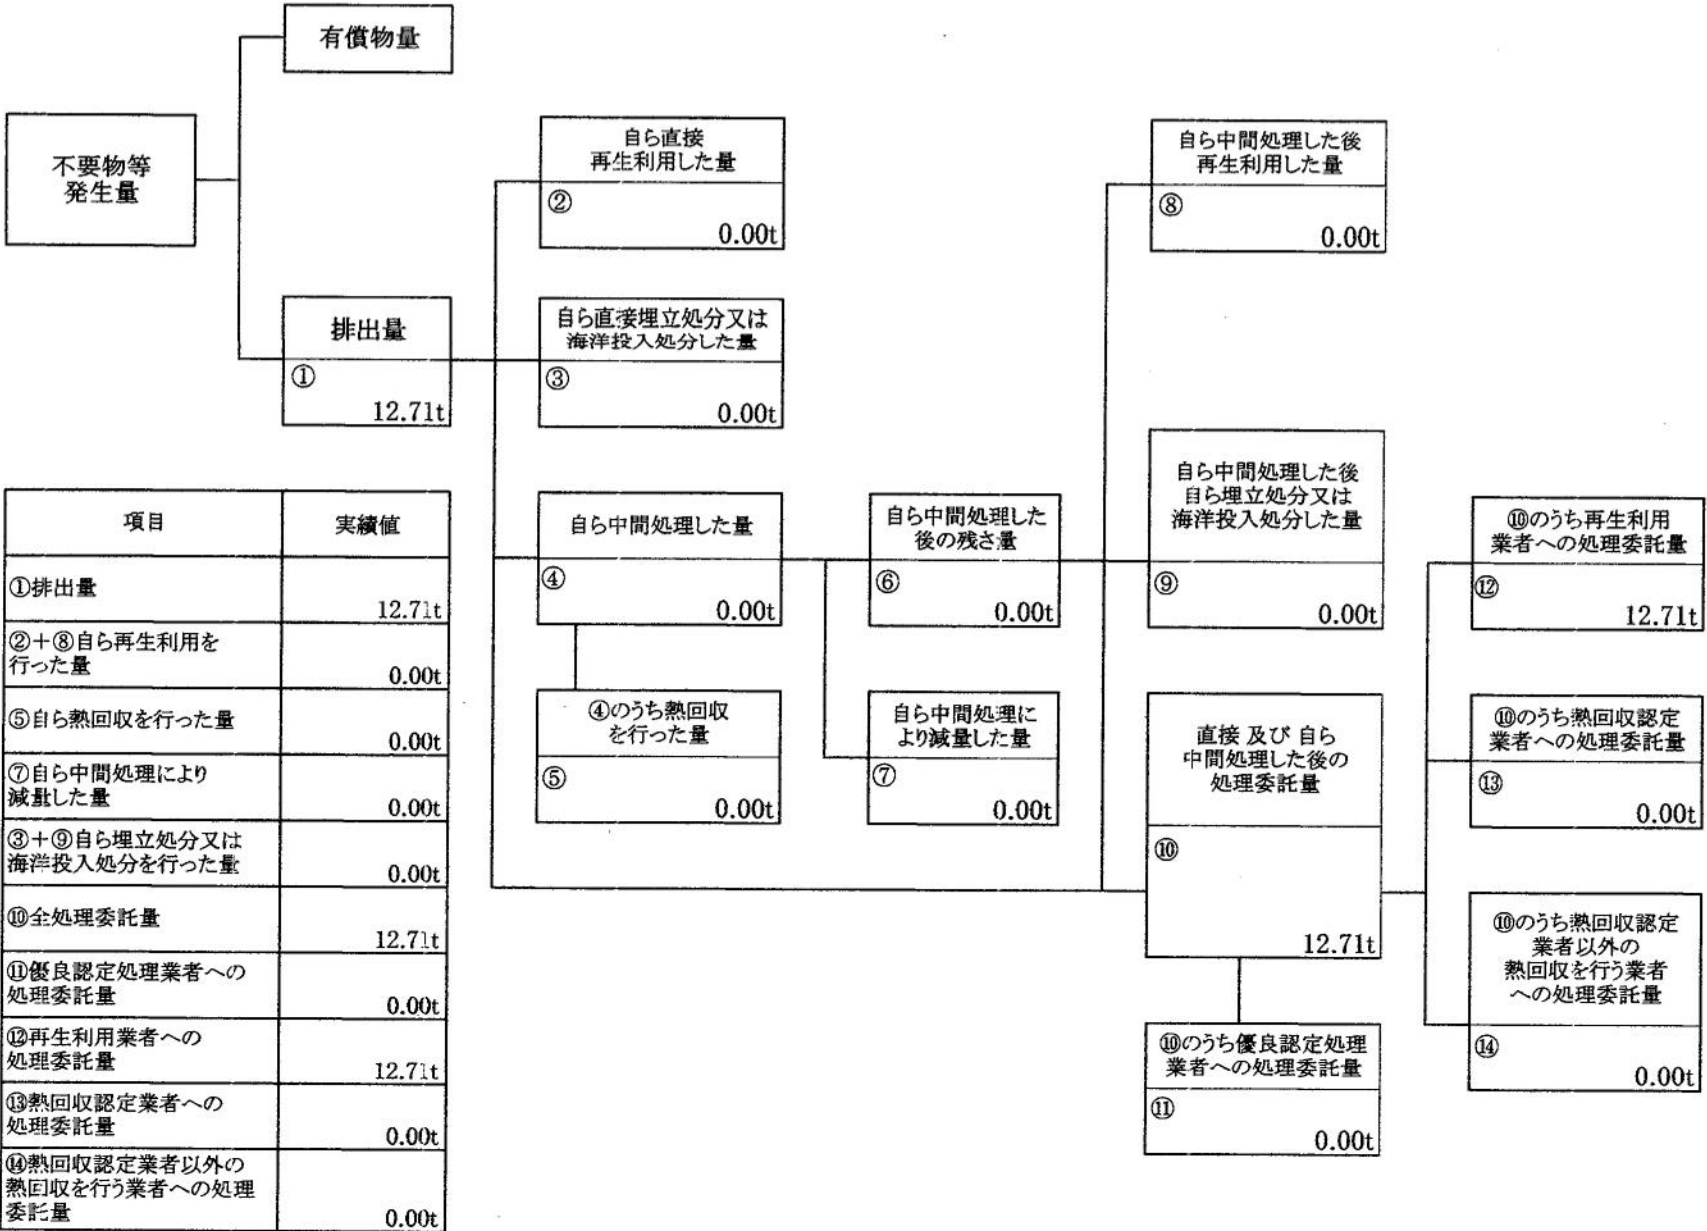 有償物量
不要物等
発生量
排出量
①
12.71t
自ら直接
再生利用した量
②
0.00t
自ら直接埋立処分又は
海洋投入処分した量
③
0.00t
自ら中間処理した量
④
0.00t
④のうち熱回収
を行った量
⑤
0.00t
自ら中間処理した
後の残さ量
⑥
0.00t
自ら中間処理に
より減量した量
⑦
0.00t
自ら中間処理した後
再生利用した量
⑧
0.00t
自ら中間処理した後
自ら埋立処分又は
海洋投入処分した量
⑨
0.00t
直接 及び 自ら
中間処理した後の
処理委託量
⑩
12.71t
⑩のうち優良認定処理
業者への処理委託量
⑪
0.00t
⑩のうち再生利用
業者への処理委託量
⑫
12.71t
⑩のうち熱回収認定
業者への処理委託量
⑬
0.00t
⑩のうち熱回収認定
業者以外の
熱回収を行う業者
への処理委託量
⑭
0.00t
項目 実績値
①排出量
12.71t
②+⑧自ら再生利用を
行った量
0.00t
⑤自ら熱回収を行った量
0.00t
⑦自ら中間処理により
減量した量
0.00t
③+⑨自ら埋立処分又は
海洋投入処分を行った量
0.00t
⑩全処理委託量
12.71t
⑪優良認定処理業者への
処理委託量
0.00t
⑫再生利用業者への
処理委託量
12.71t
⑬熱回収認定業者への
処理委託量
0.00t
⑭熱回収認定業者以外の
熱回収を行う業者への処理
委託量
0.00t